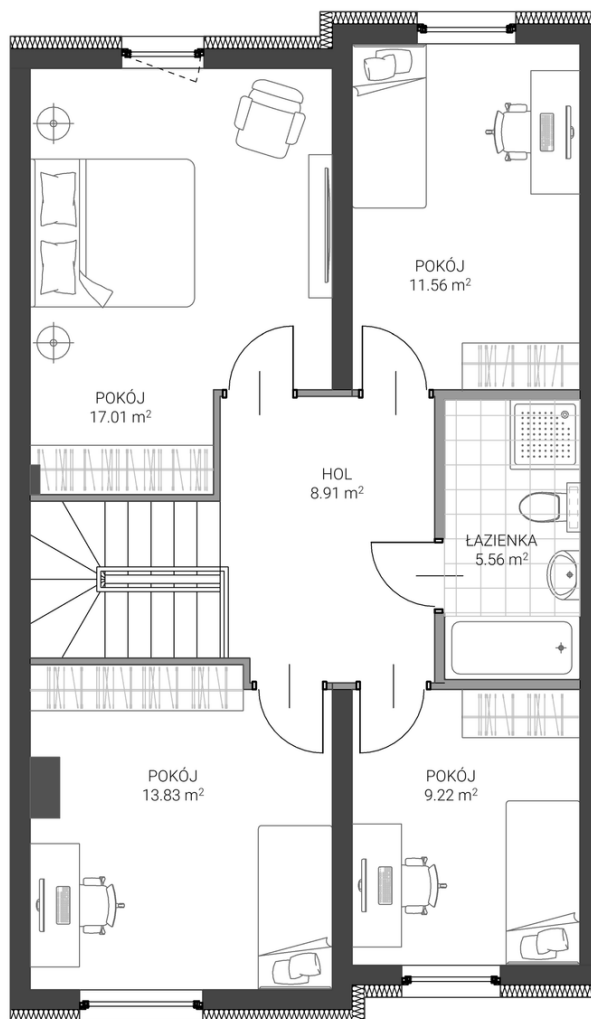 POKÓJ
11.56 m²
POKÓJ
17.01 m²
HOL
8.91 m²
ŁAZIENKA
5.56 m²
POKÓJ
13.83 m²
POKÓJ
9.22 m²